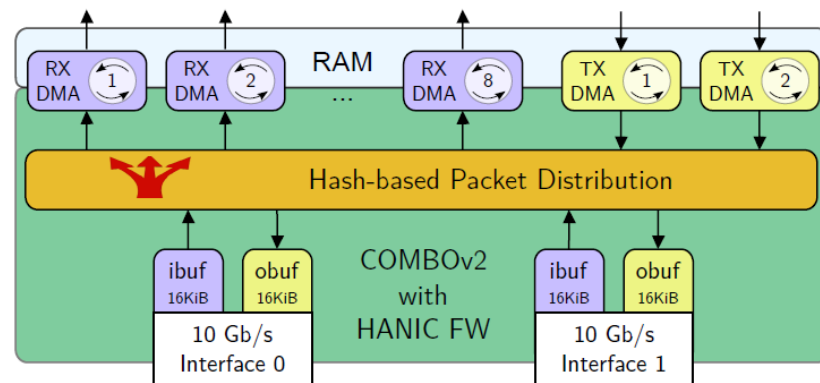 RX
DMA
1
RX
DMA
2
RAM
...
RX
DMA
8
TX
DMA
1
TX
DMA
2
Hash-based Packet Distribution
ibuf
16KiB
obuf
16KiB
COMBOv2
with
HANIC FW
ibuf
16KiB
obuf
16KiB
10 Gb/s
Interface 0
10 Gb/s
Interface 1